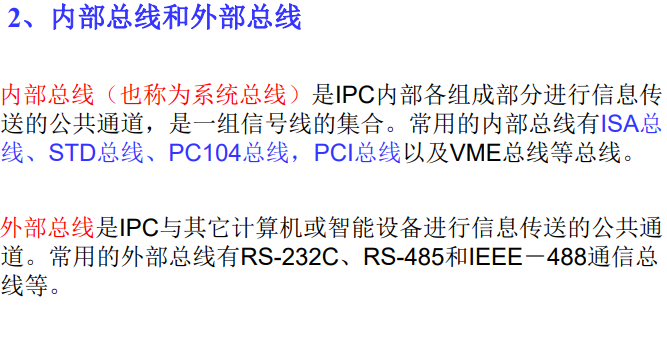 2、内部总线和外部总线
内部总线（也称为系统总线）是IPC内部各组成部分进行信息传
送的公共通道，是一组信号线的集合。常用的内部总线有ISA总
线、STD总线、PC104总线，PCI总线以及VME总线等总线。
外部总线是IPC与其它计算机或智能设备进行信息传送的公共通
道。常用的外部总线有RS-232C、RS-485和IEEE－488通信总
线等。